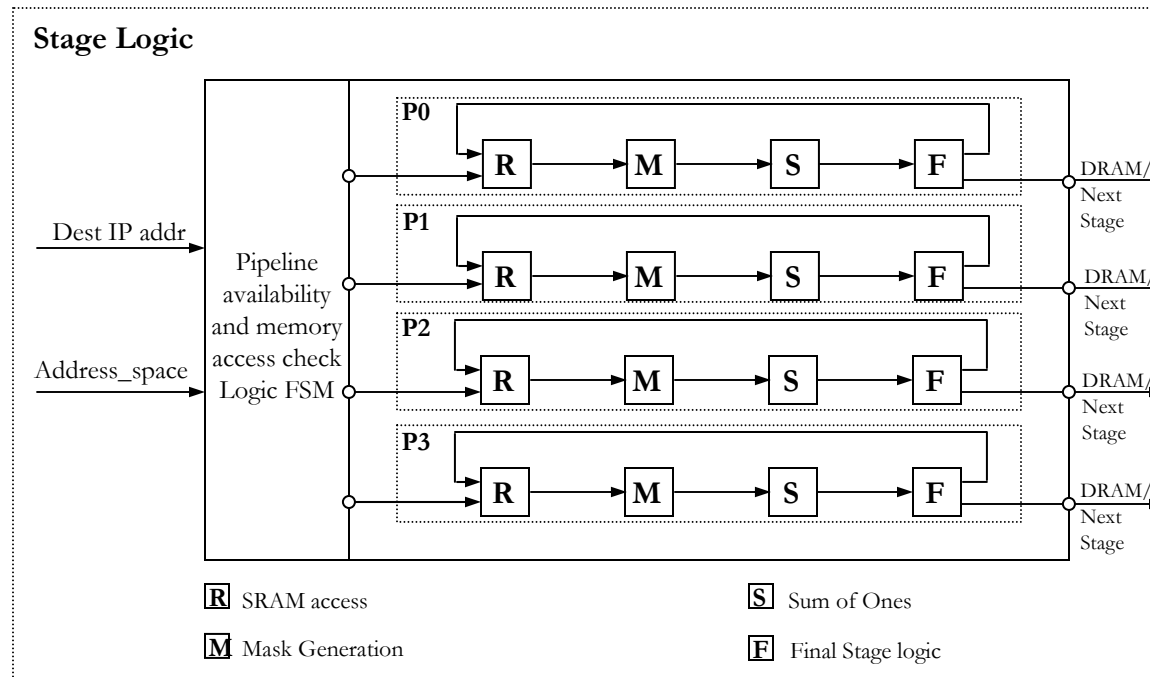 Stage Logic
Dest IP addr
Address_space
Pipeline
availability
and memory
access check
Logic FSM
P0
R
M
S
F
DRAM/
Next
Stage
P1
R
M
S
F
DRAM/
Next
Stage
P2
R
M
S
F
DRAM/
Next
Stage
P3
R
M
S
F
DRAM/
Next
Stage
R SRAM access
S Sum of Ones
M Mask Generation
F Final Stage logic